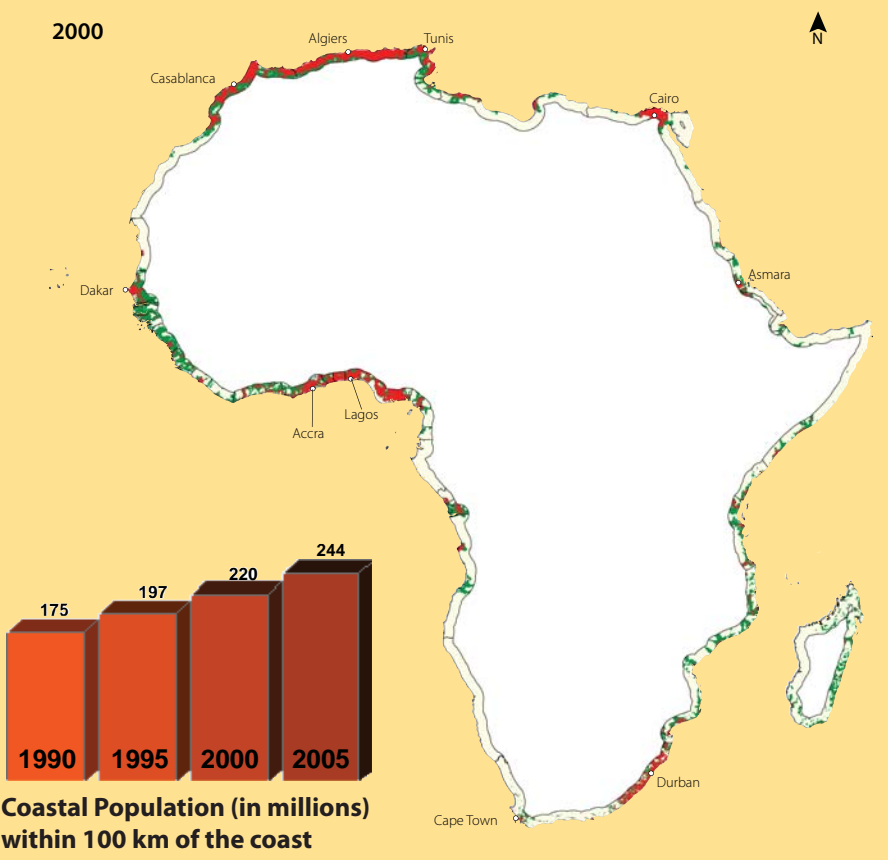 2000
N
Algiers
Tunis
Casablanca
Cairo
Asmara
Dakar
Lagos
Accra
Durban
Cape Town
175
197
220
244
1990
1995
2000
2005
Coastal Population (in millions)
within 100 km of the coast